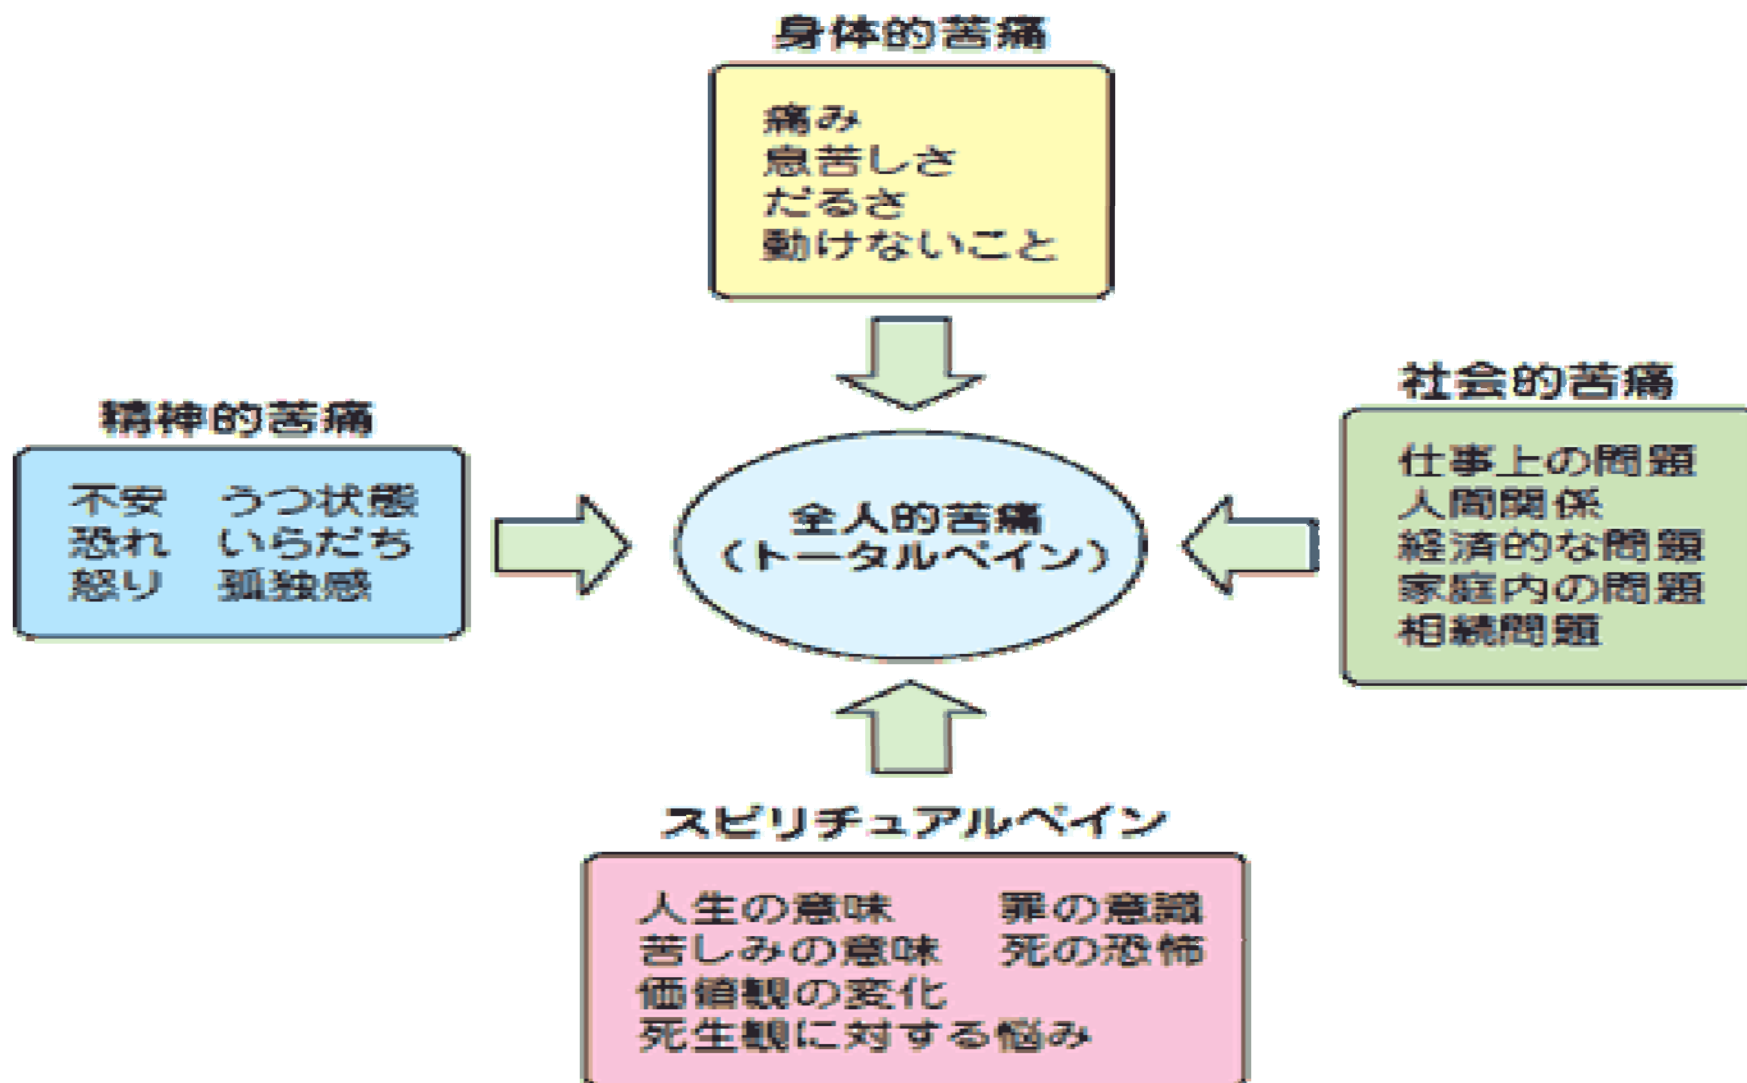 身体的苦痛
痛み
息苦しさ
だるさ
動けないこと
精神的苦痛
不安　うつ状態
恐れ　いらだち
怒り　孤独感
全人的苦痛
（トータルペイン）
社会的苦痛
仕事上の問題
人間関係
経済的な問題
家庭内の問題
相続問題
スピリチュアルペイン
人生の意味　罪の意識
苦しみの意味　死の恐怖
価値観の変化
死生観に対する悩み